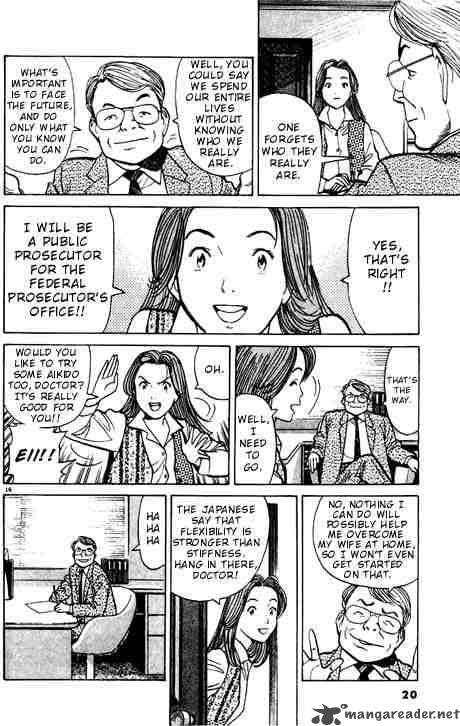 ONE
FORGETS
WHO THEY
REALLY
ARE.
WELL, YOU
COULD SAY
WE SPEND
OUR ENTIRE
LIVES
WITHOUT
KNOWING
WHO WE
REALLY
ARE.
WHAT'S
IMPORTANT
IS TO FACE
THE FUTURE,
AND DO
ONLY WHAT
YOU KNOW
YOU CAN
DO.
YES,
THAT'S
RIGHT
!!
I WILL BE
A PUBLIC
PROSECUTOR
FOR THE
FEDERAL
PROSECUTOR'S
OFFICE!!
THAT'S
THE
WAY.
WELL,
I
NEED
TO
GO.
OH.
WOULD YOU
LIKE TO TRY
SOME AIKIDO
TOO, DOCTOR?
IT'S REALLY
GOOD FOR
YOU!!
EII!!
16
NO, NOTHING I
CAN DO WILL
POSSIBLY HELP
ME OVERCOME
MY WIFE AT HOME,
SO I WON'T EVEN
GET STARTED
ON THAT.
THE JAPANESE
SAY THAT
FLEXIBILITY IS
STRONGER THAN
STIFFNESS.
HANG IN THERE,
DOCTOR!
HA
HA
HA
20
mangareader.net